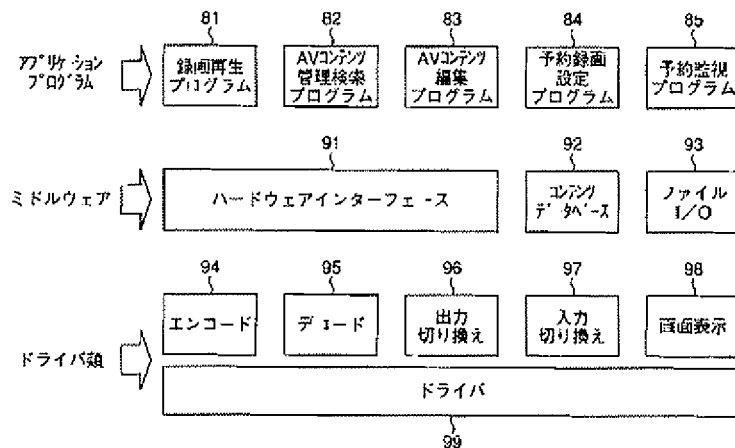 81
82
83
84
85
アプリケーション
プログラム
録画再生
プログラム
AVコンテンツ
管理検索
プログラム
AVコンテンツ
編集
プログラム
予約録画
設定
プログラム
予約監視
プログラム
91
92
93
ミドルウェア
ハードウェアインターフェース
コンテンツ
データベース
ファイル
I/O
94
95
96
97
98
エンコード
デコード
出力
切り換え
入力
切り換え
画面表示
ドライバ類
ドライバ
99